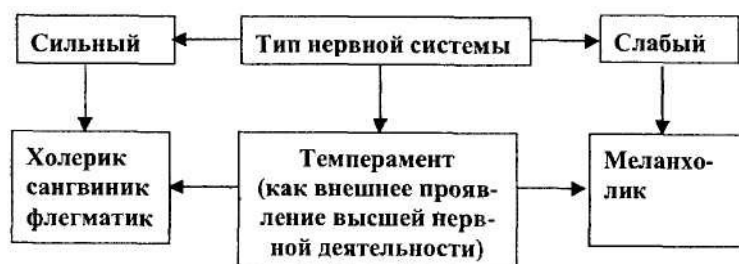 Сильный
Тип нервной системы
Слабый
Холерик
сангвиник
флегматик
Темперамент
(как внешнее прояв-
ление высшей нерв-
ной деятельности)
Меланхо-
лик